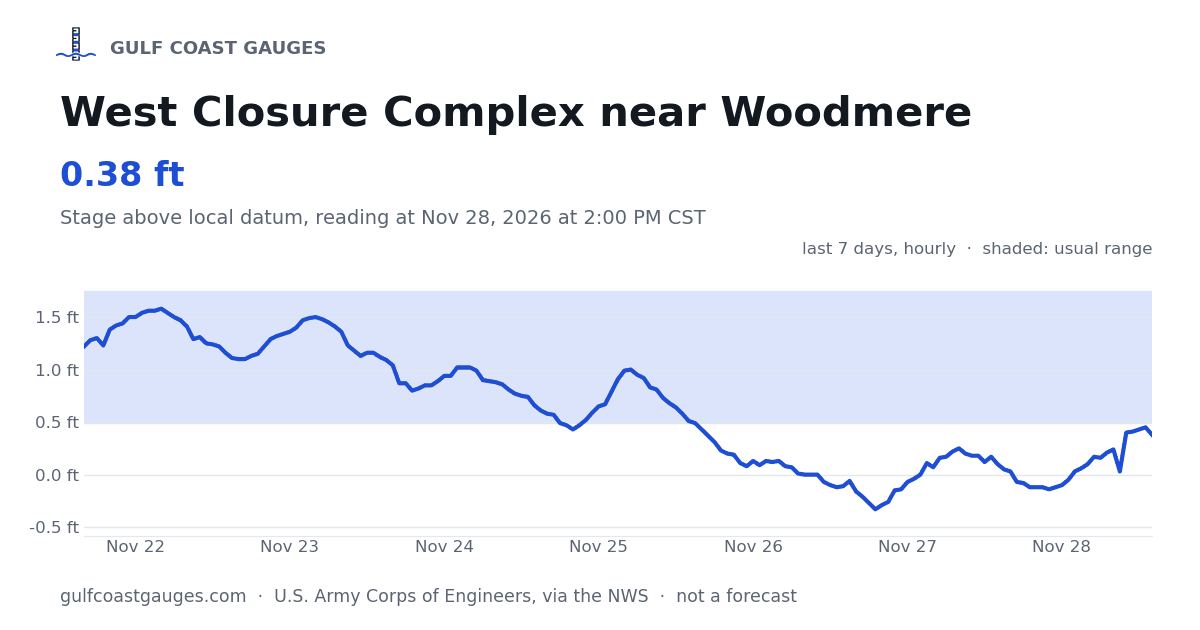 GULF COAST GAUGES
West Closure Complex near Woodmere
0.38 ft
Stage above local datum, reading at Nov 28, 2026 at 2:00 PM CST
last 7 days, hourly · shaded: usual range
1.5 ft
1.0 ft
0.5 ft
0.0 ft
-0.5 ft
Nov 22 Nov 23 Nov 24 Nov 25 Nov 26 Nov 27 Nov 28
gulfcoastgauges.com · U.S. Army Corps of Engineers, via the NWS · not a forecast